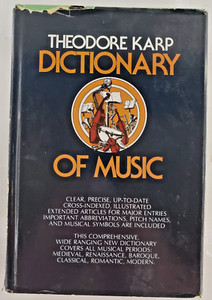 THEODORE KARP
DICTIONARY
OF MUSIC
CLEAR, PRECISE, UP-TO-DATE
CROSS-INDEXED, ILLUSTRATED
EXTENDED ARTICLES FOR MAJOR ENTRIES
IMPORTANT ABBREVIATIONS, PITCH NAMES,
AND MUSICAL SYMBOLS ARE INCLUDED
THIS COMPREHENSIVE,
WIDE RANGING NEW DICTIONARY
COVERS ALL MUSICAL PERIODS:
MEDIEVAL, RENAISSANCE, BAROQUE,
CLASSICAL, ROMANTIC, MODERN